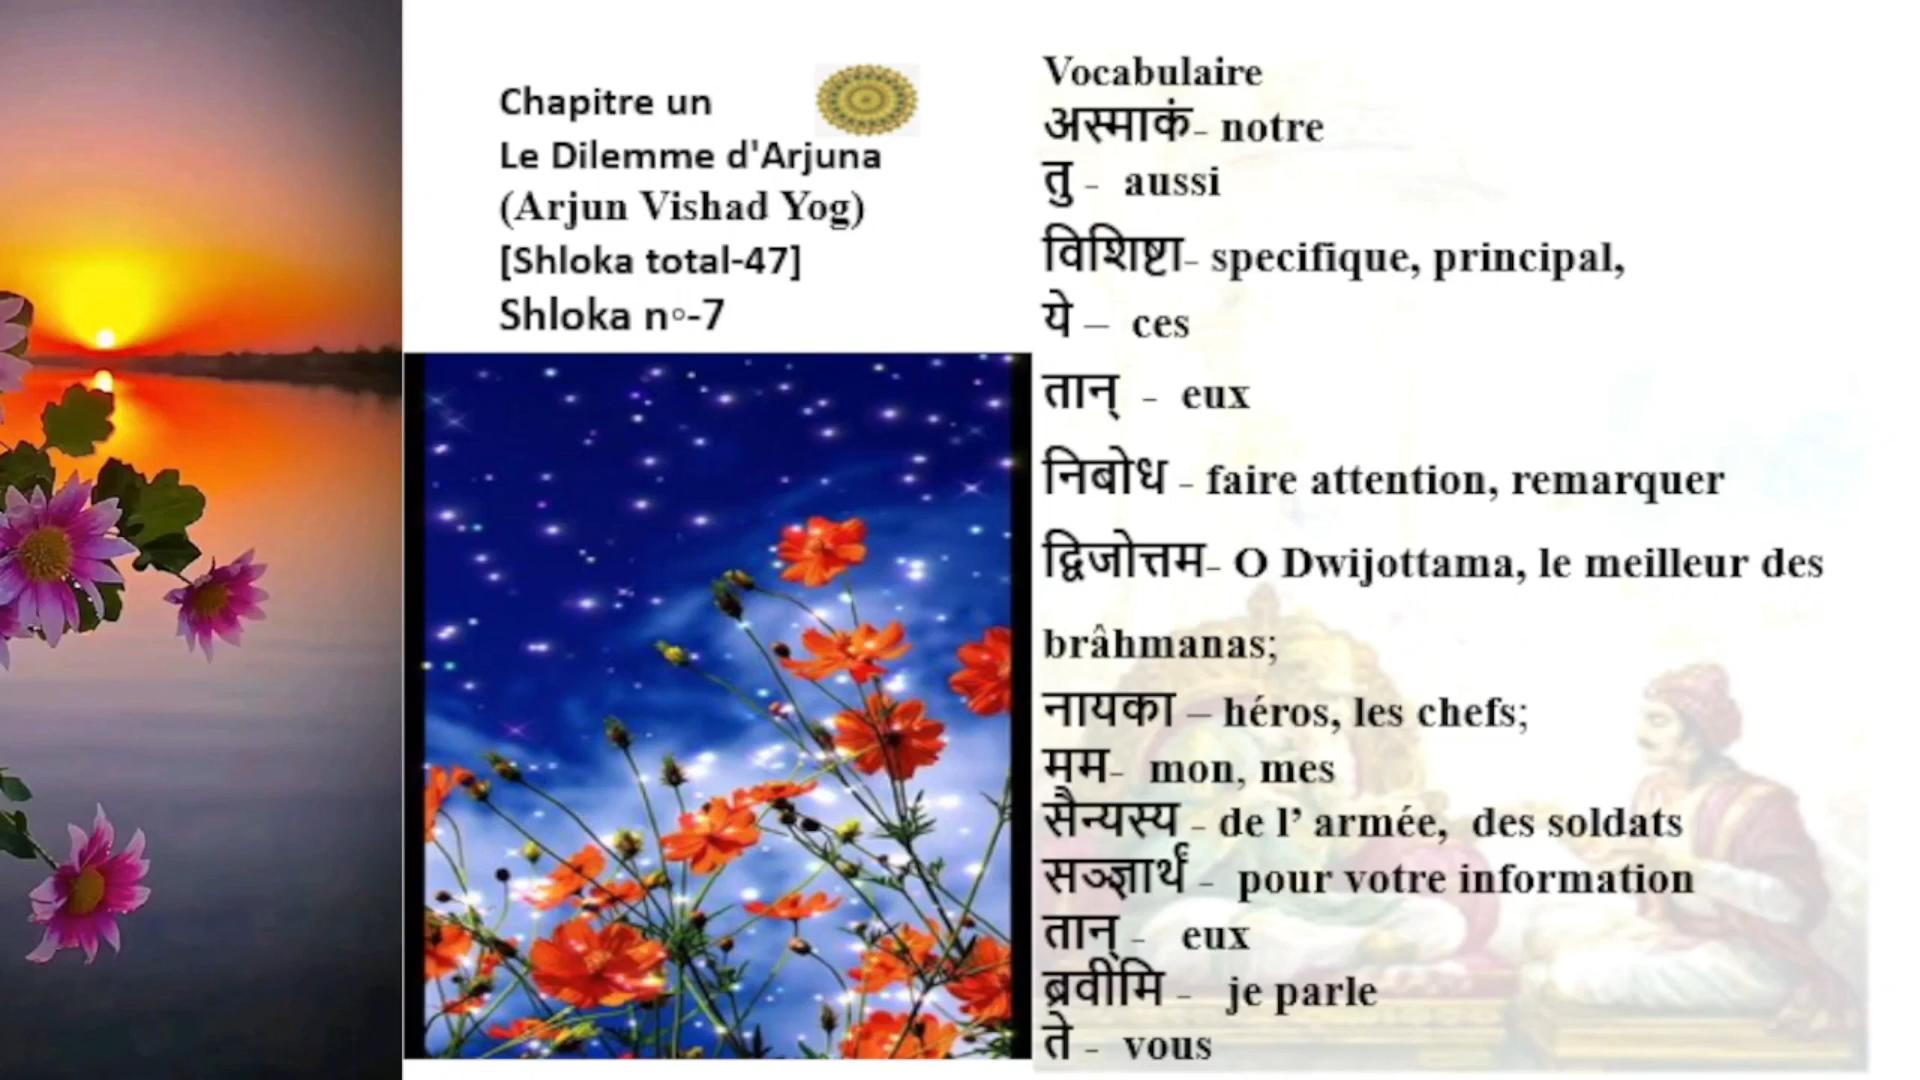 Chapitre un
Le Dilemme d'Arjuna
(Arjun Vishad Yog)
[Shloka total-47]
Shloka n◦-7
Vocabulaire
अस्माकं- notre
तु - aussi
विशिष्टा- specifique, principal,
ये – ces
तान् - eux
निबोध - faire attention, remarquer
द्विजोत्तम- O Dwijottama, le meilleur des
brâhmanas;
नायका – héros, les chefs;
मम- mon, mes
सैन्यस्य - de l’ armée, des soldats
सञ्ज्ञार्थं - pour votre information
तान् - eux
ब्रवीमि - je parle
ते - vous